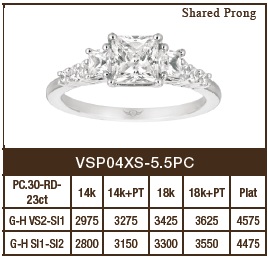 Shared Prong
VSP04XS-5.5PC
PC.30-RD-23ct 14k 14k+PT 18k 18k+PT Plat
G-H VS2-SI1 2975 3275 3425 3625 4575
G-H SI1-SI2 2800 3150 3300 3550 4475